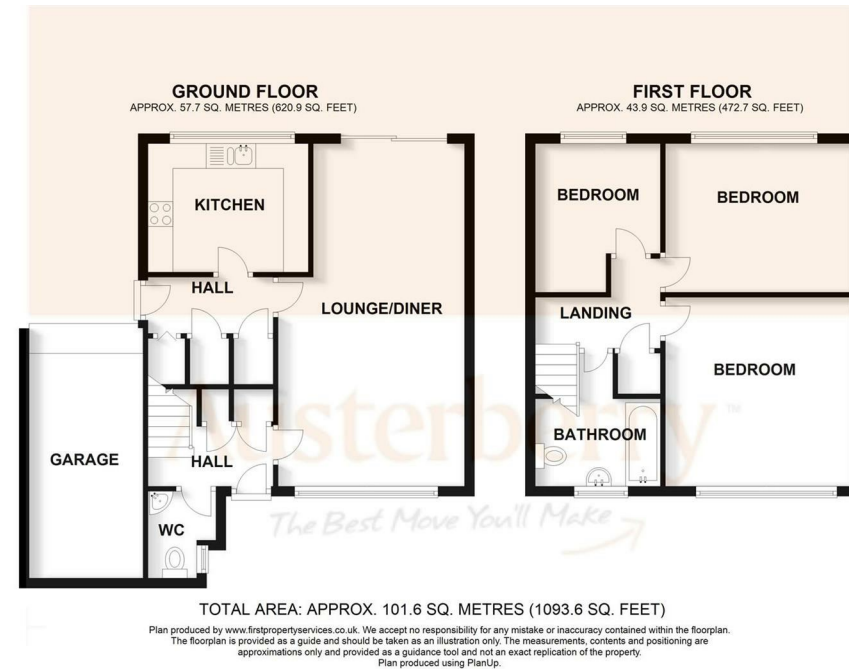 GROUND FLOOR
APPROX. 57.7 SQ. METRES (620.9 SQ. FEET)
FIRST FLOOR
APPROX. 43.9 SQ. METRES (472.7 SQ. FEET)
KITCHEN
BEDROOM
BEDROOM
HALL
LOUNGE/DINER
LANDING
BEDROOM
GARAGE
HALL
BATHROOM
WC
Austerberry™
The Best Move You'll Make
TOTAL AREA: APPROX. 101.6 SQ. METRES (1093.6 SQ. FEET)
Plan produced by www.firstpropertyservices.co.uk. We accept no responsibility for any mistake or inaccuracy contained within the floorplan.
The floorplan is provided as a guide and should be taken as an illustration only. The measurements, contents and positioning are
approximations only and provided as a guidance tool and not an exact replication of the property.
Plan produced using PlanUp.